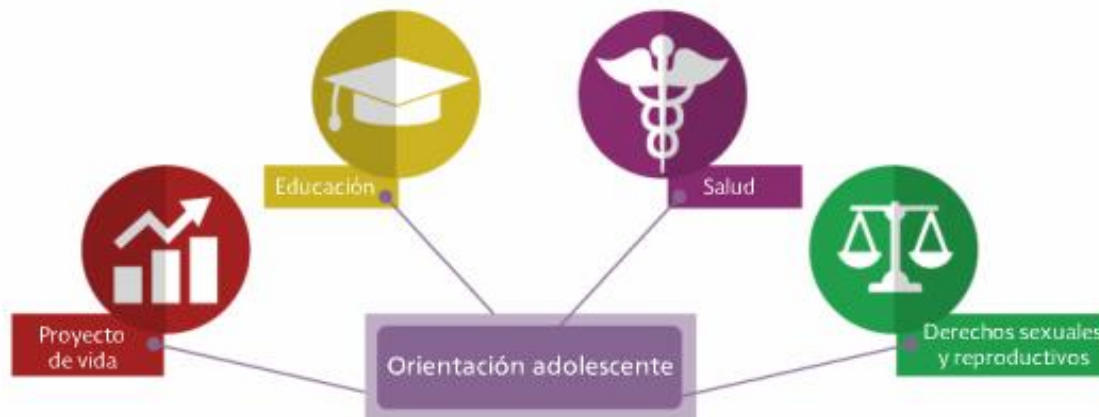 Educación
Salud
Proyecto
de vida
Derechos sexuales
y reproductivos
Orientación adolescente